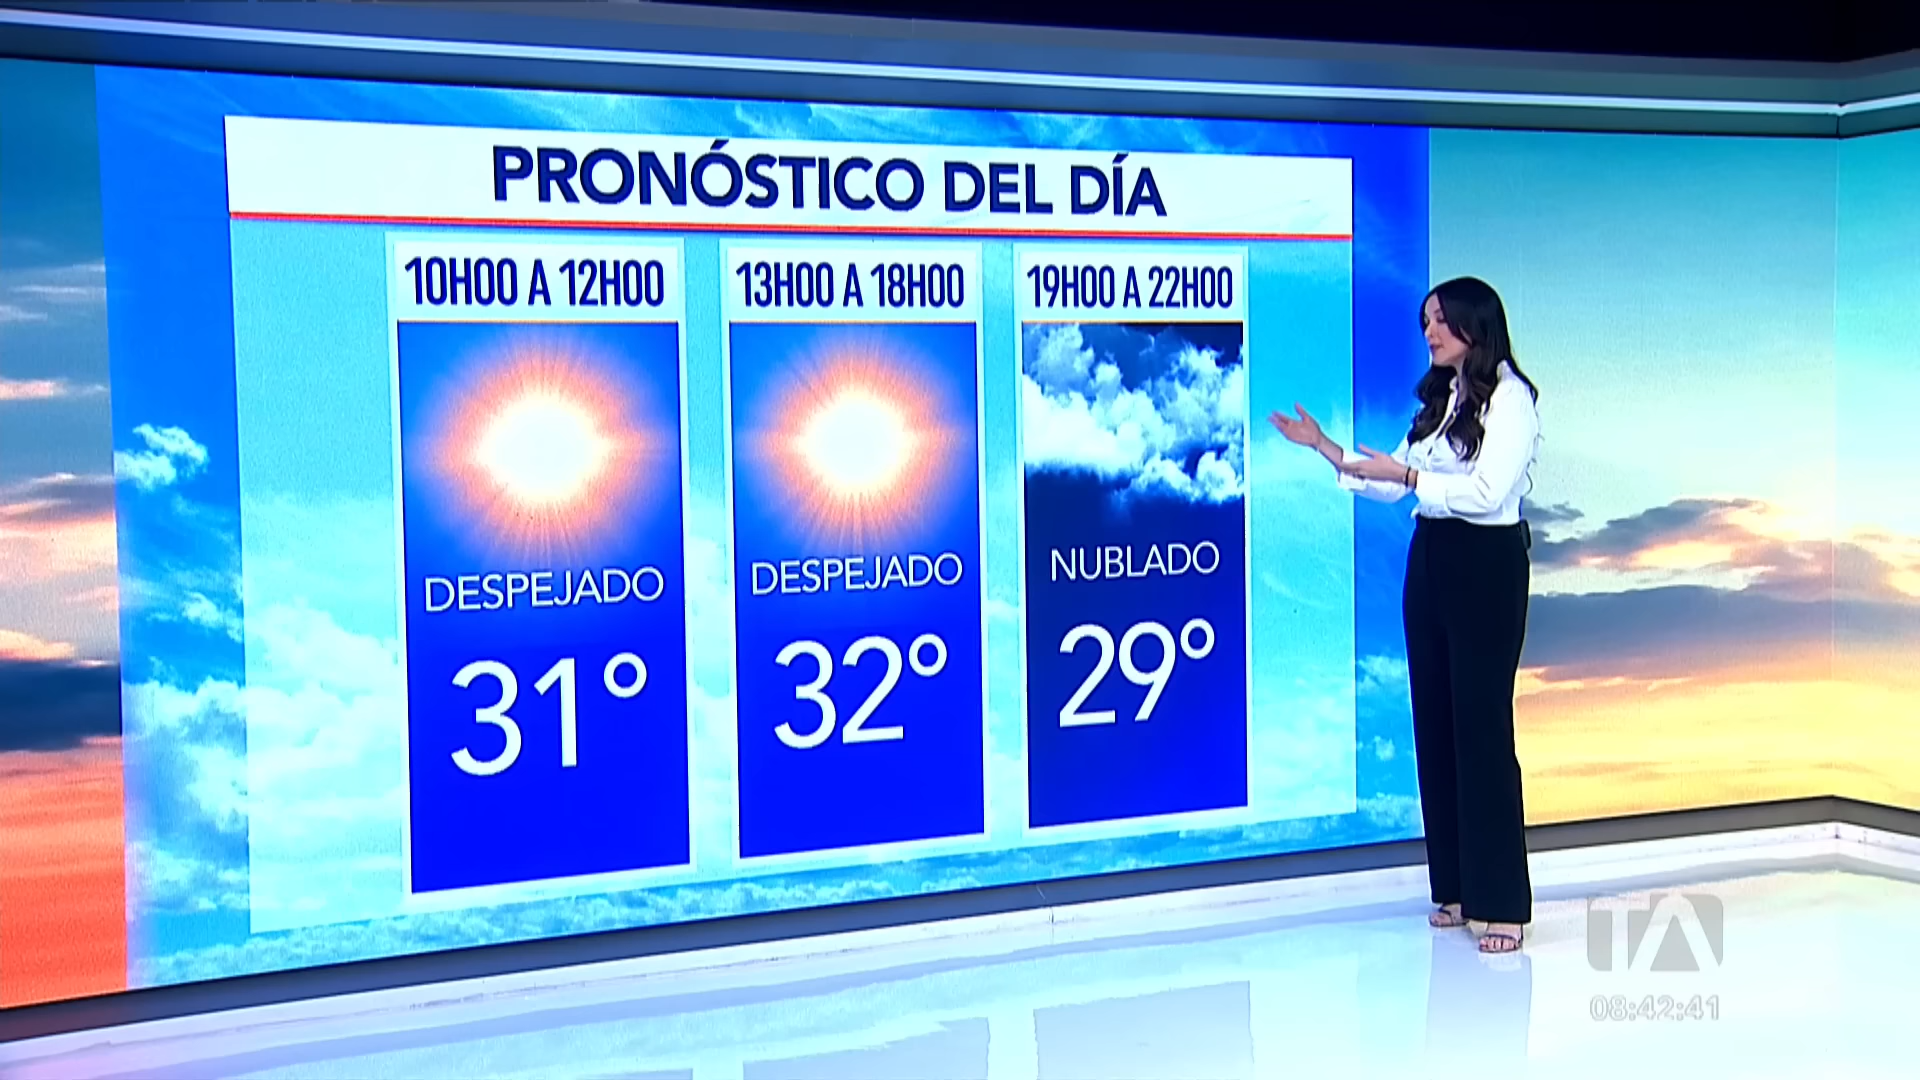 PRONÓSTICO DEL DÍA
10H00 A 12H00
DESPEJADO
31°
13H00 A 18H00
DESPEJADO
32°
19H00 A 22H00
NUBLADO
29°
TA
08:42:41